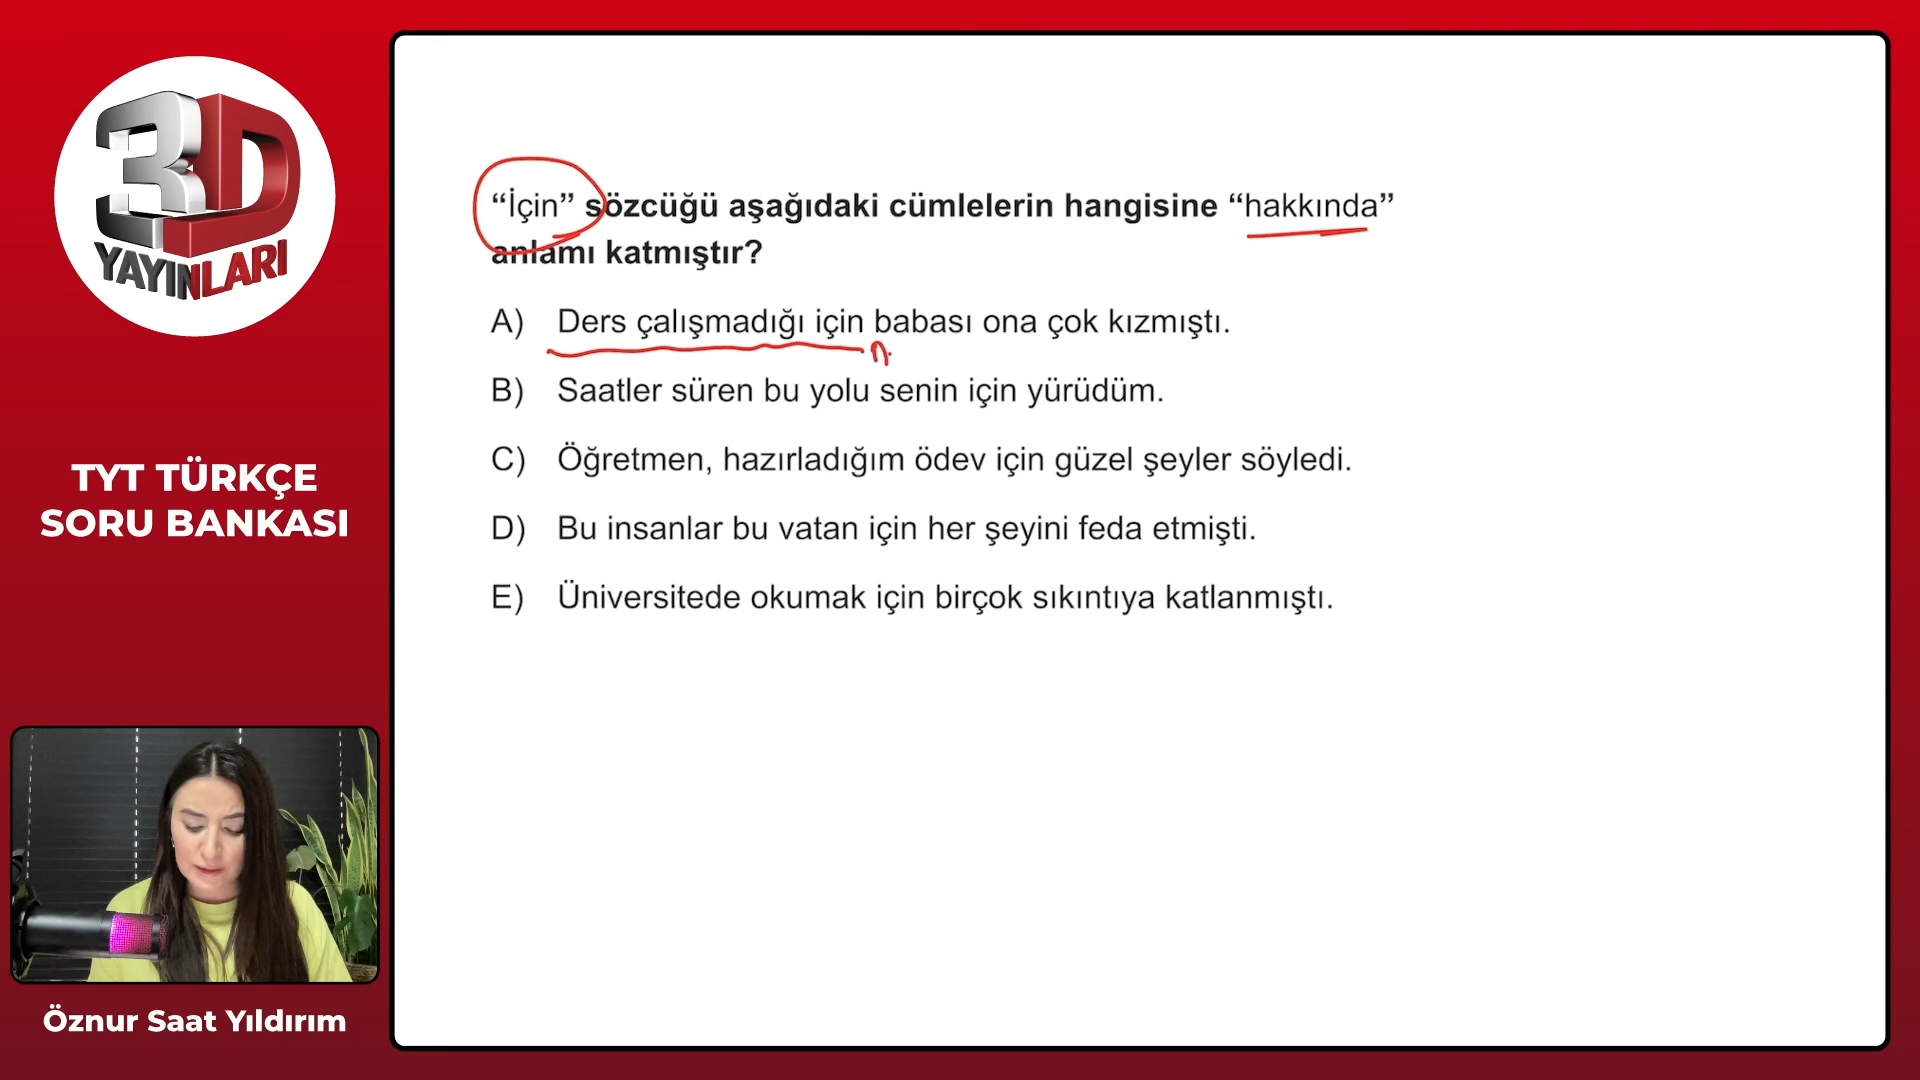 3D
YAYINLARI
TYT TÜRKÇE
SORU BANKASI
Öznur Saat Yıldırım
“İçin” sözcüğü aşağıdaki cümlelerin hangisine “hakkında”
anlamı katmıştır?
A) Ders çalışmadığı için babası ona çok kızmıştı.
n.
B) Saatler süren bu yolu senin için yürüdüm.
C) Öğretmen, hazırladığım ödev için güzel şeyler söyledi.
D) Bu insanlar bu vatan için her şeyini feda etmişti.
E) Üniversitede okumak için birçok sıkıntıya katlanmıştı.